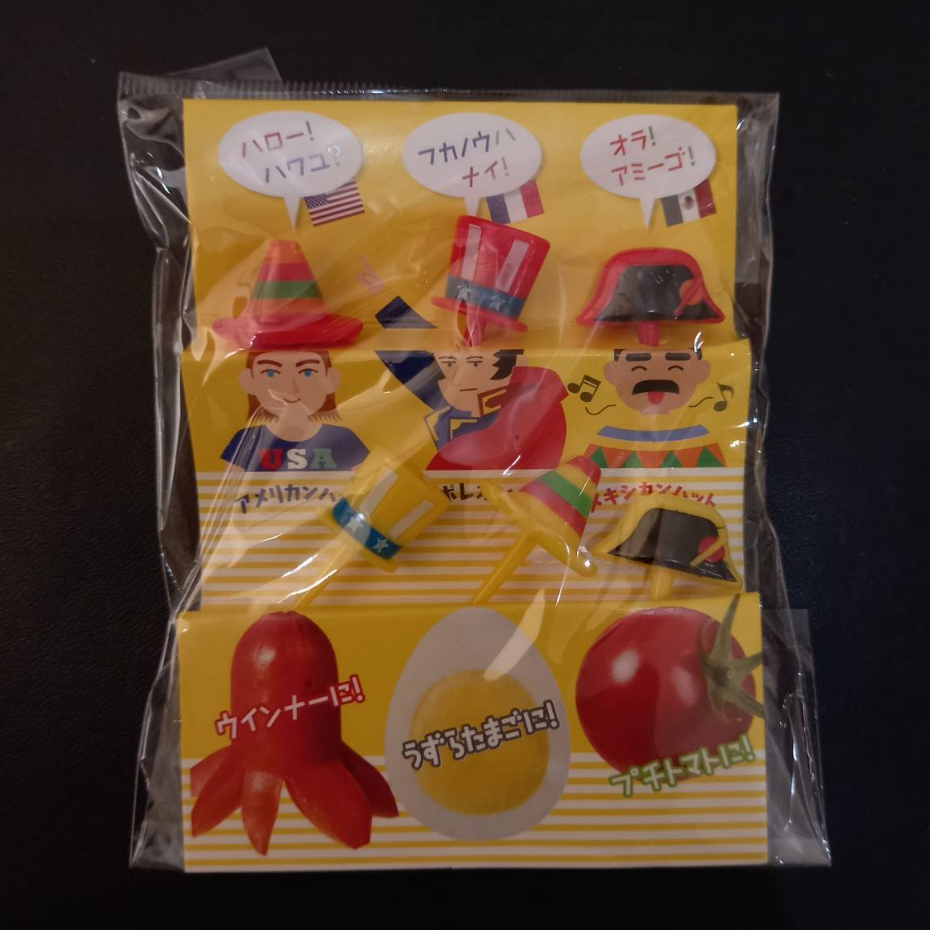 ハロー!
ハワユ?
フカノウハ
ナイ!
オラ!
アミーゴ!
USA
アメリカンハ
ポレオ
メキシカンハット
ウインナーに!
うずらたまごに!
プチトマトに!